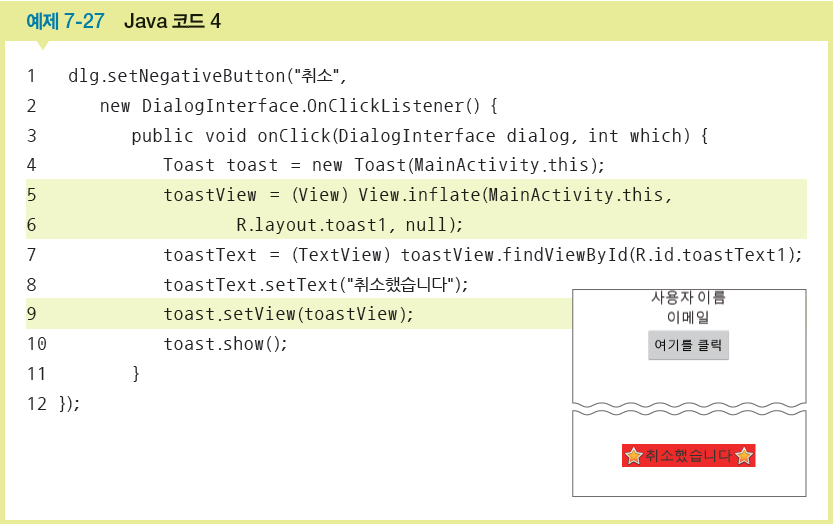 예제 7-27 Java 코드 4
1 dlg.setNegativeButton("취소",
2 new DialogInterface.OnClickListener() {
3 public void onClick(DialogInterface dialog, int which) {
4 Toast toast = new Toast(MainActivity.this);
5 toastView = (View) View.inflate(MainActivity.this,
6 R.layout.toast1, null);
7 toastText = (TextView) toastView.findViewById(R.id.toastText1);
8 toastText.setText("취소했습니다");
9 toast.setView(toastView);
10 toast.show();
11 }
12 });
사용자 이름
이메일
여기를 클릭
취소했습니다